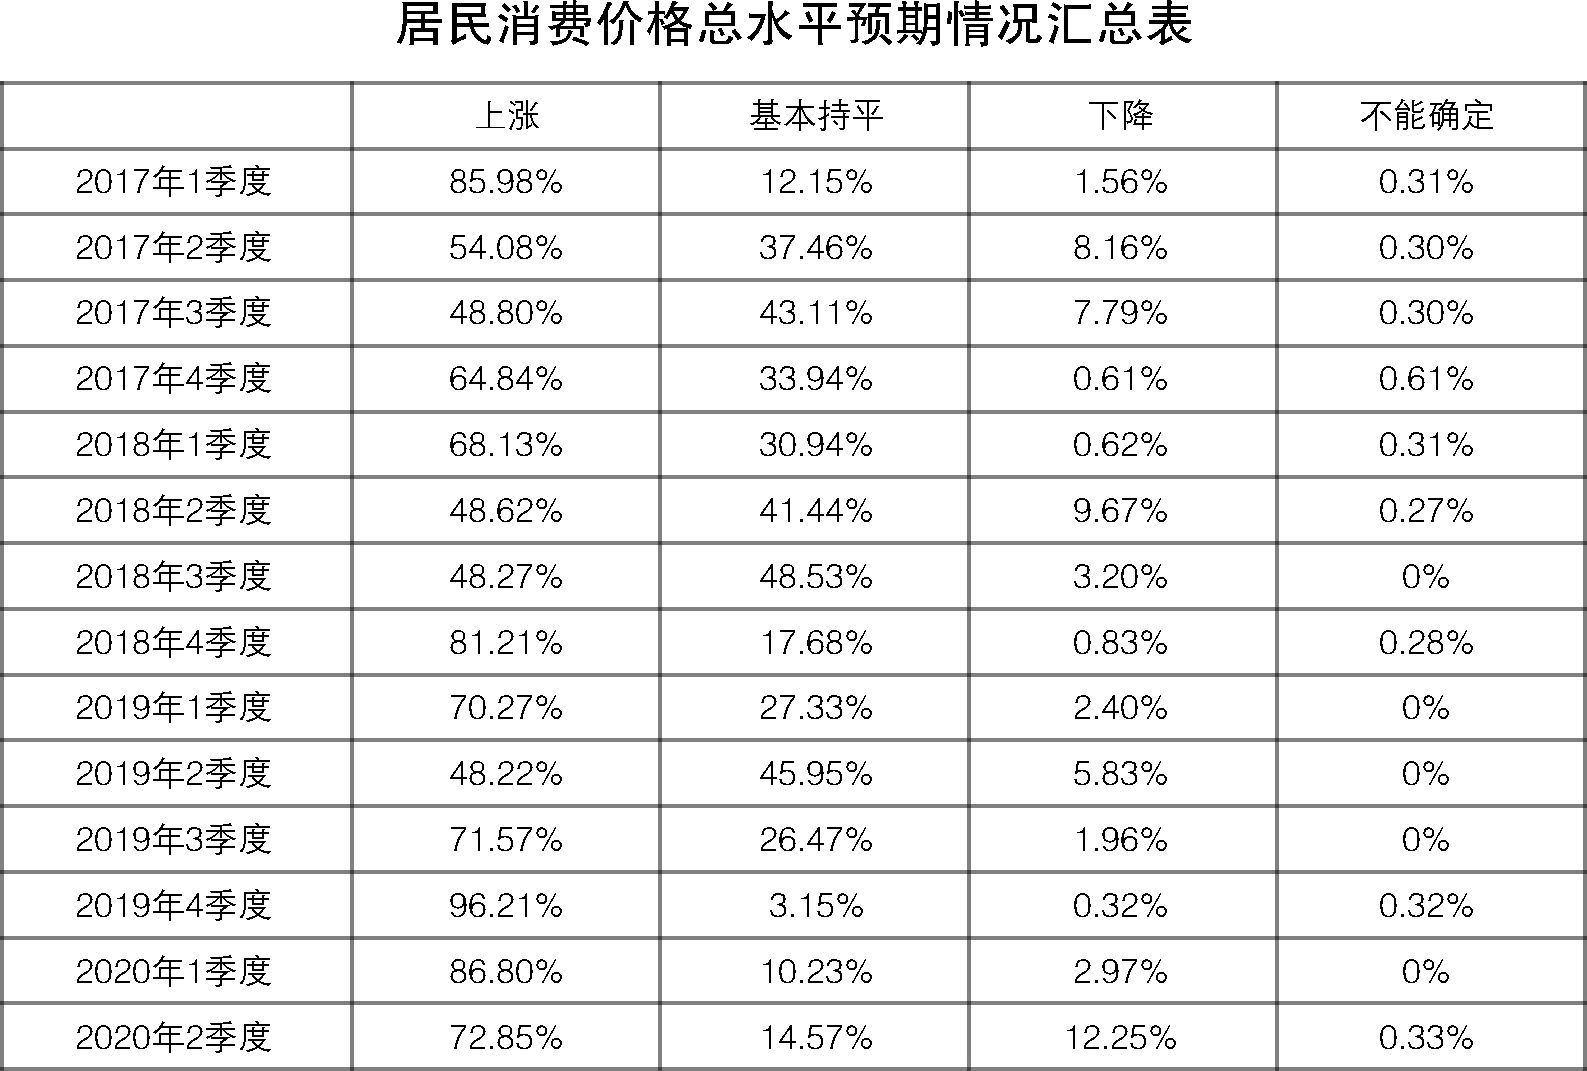 居民消费价格总水平预期情况汇总表
上涨 基本持平 下降 不能确定
2017年1季度 85.98% 12.15% 1.56% 0.31%
2017年2季度 54.08% 37.46% 8.16% 0.30%
2017年3季度 48.80% 43.11% 7.79% 0.30%
2017年4季度 64.84% 33.94% 0.61% 0.61%
2018年1季度 68.13% 30.94% 0.62% 0.31%
2018年2季度 48.62% 41.44% 9.67% 0.27%
2018年3季度 48.27% 48.53% 3.20% 0%
2018年4季度 81.21% 17.68% 0.83% 0.28%
2019年1季度 70.27% 27.33% 2.40% 0%
2019年2季度 48.22% 45.95% 5.83% 0%
2019年3季度 71.57% 26.47% 1.96% 0%
2019年4季度 96.21% 3.15% 0.32% 0.32%
2020年1季度 86.80% 10.23% 2.97% 0%
2020年2季度 72.85% 14.57% 12.25% 0.33%